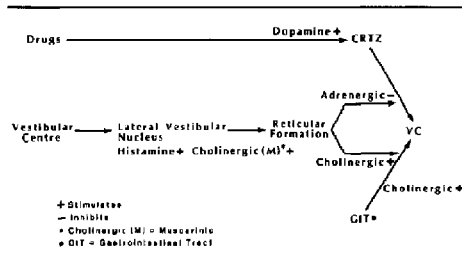 Dopamine+
Drugs CRTZ
Adrenergic−
Vestibular Centre
Lateral Vestibular Nucleus
Histamine+ Cholinergic (M)*+
Reticular Formation
VC
Cholinergic+
Cholinergic+
GIT•
+ Stimulates
− Inhibits
* Cholinergic (M) = Muscarinic
• GIT = Gastrointestinal Tract